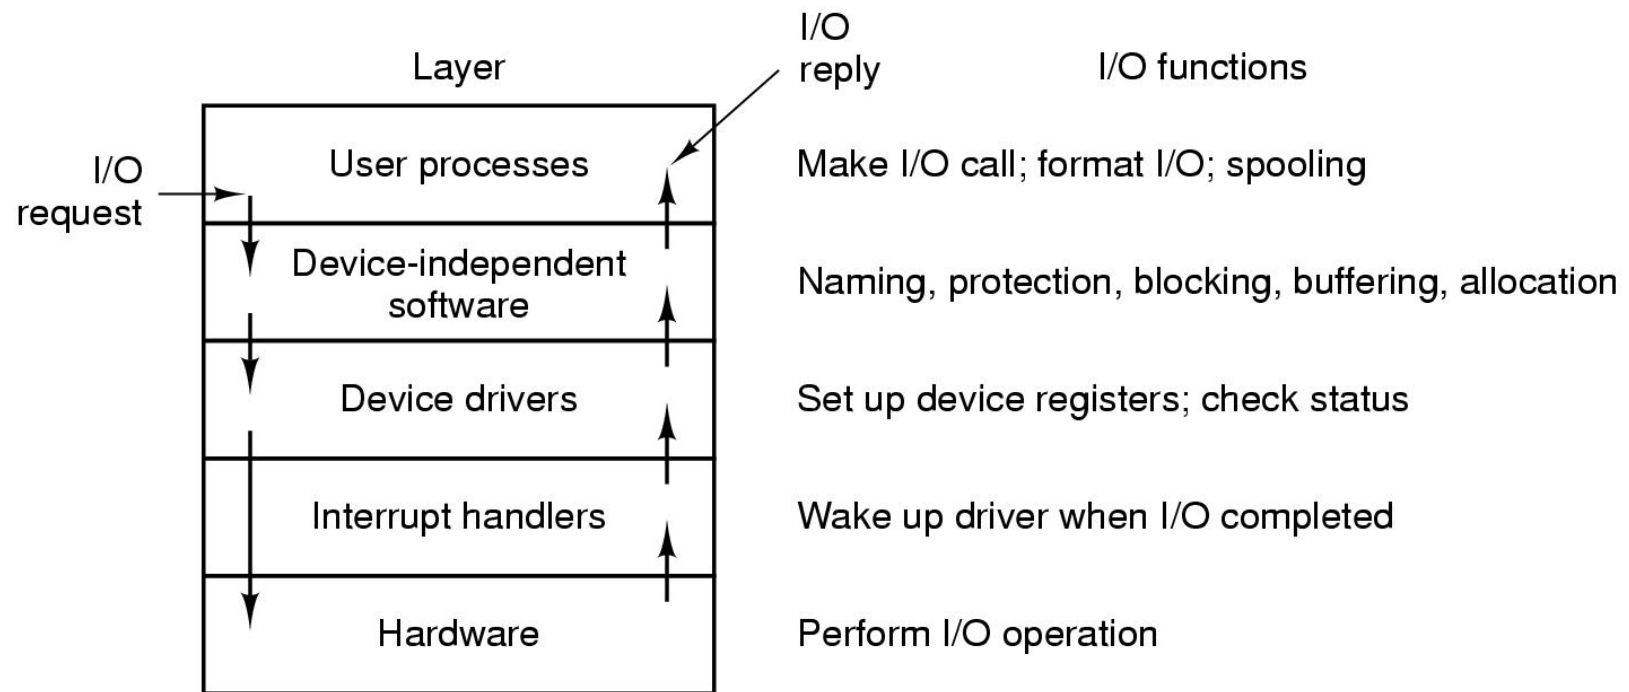 Layer
I/O
reply
I/O functions
I/O
request
User processes
Make I/O call; format I/O; spooling
Device-independent
software
Naming, protection, blocking, buffering, allocation
Device drivers
Set up device registers; check status
Interrupt handlers
Wake up driver when I/O completed
Hardware
Perform I/O operation